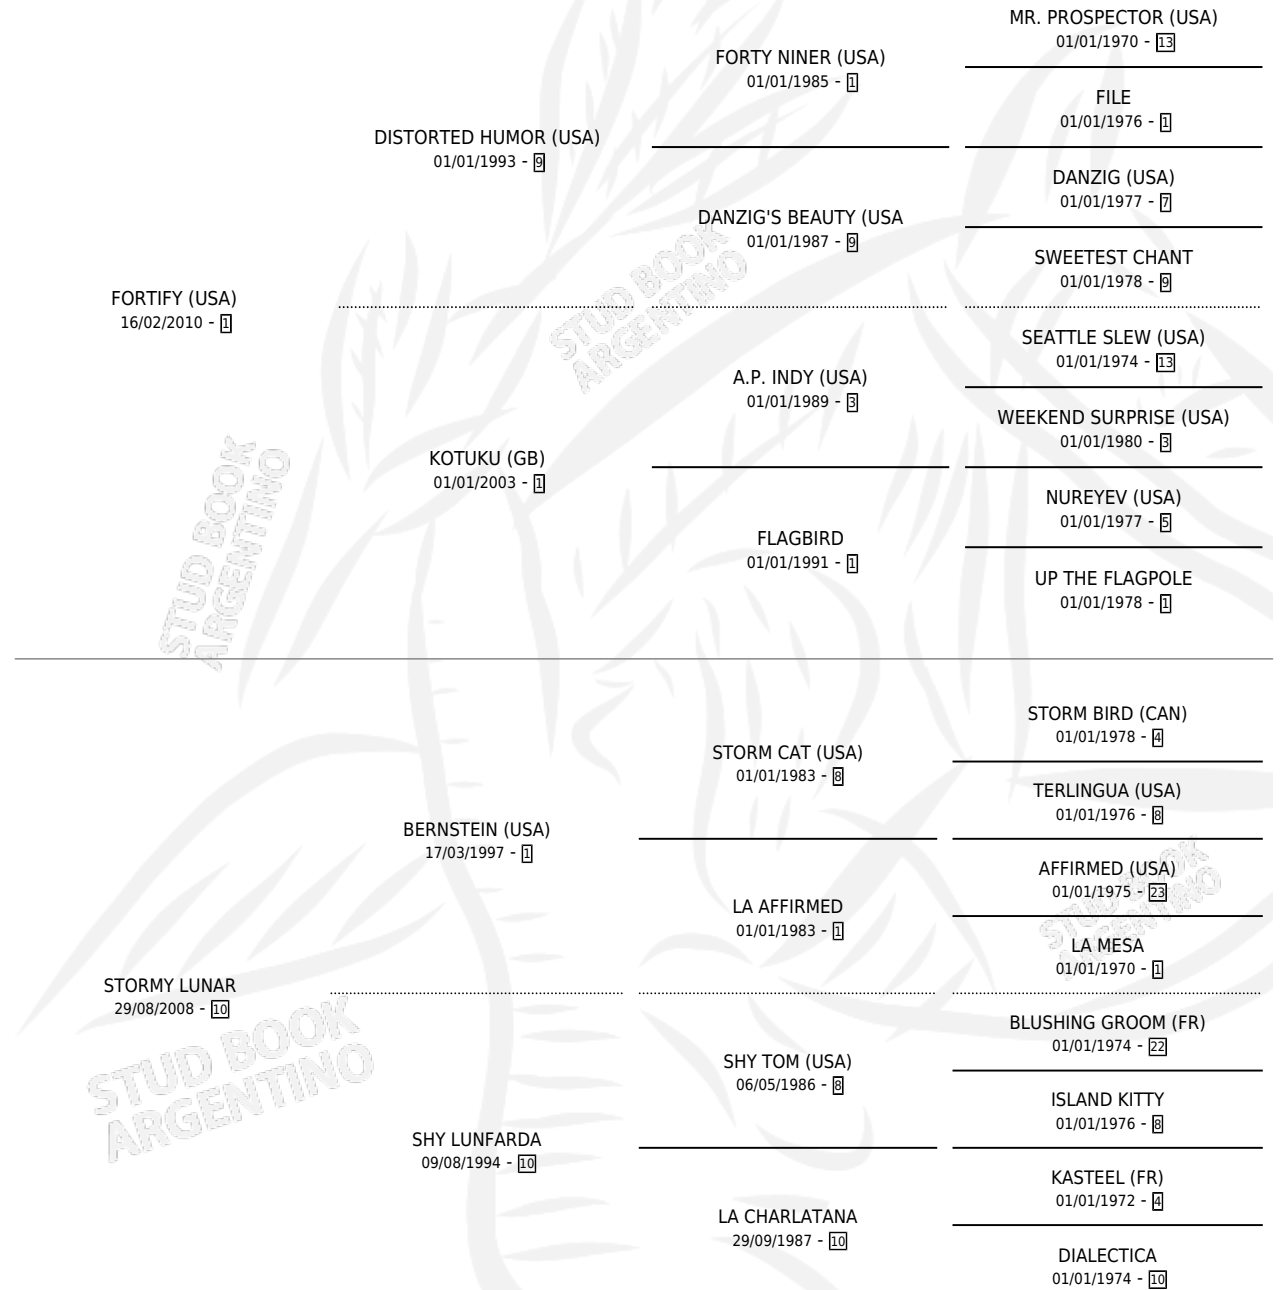 MR. PROSPECTOR (USA)
01/01/1970 - 13
FORTY NINER (USA)
01/01/1985 - 1
FILE
01/01/1976 - 1
DISTORTED HUMOR (USA)
01/01/1993 - 9
DANZIG (USA)
01/01/1977 - 7
DANZIG'S BEAUTY (USA
01/01/1987 - 9
SWEETEST CHANT
01/01/1978 - 9
FORTIFY (USA)
16/02/2010 - 1
STUD BOOK
ARGENTINO
SEATTLE SLEW (USA)
01/01/1974 - 13
A.P. INDY (USA)
01/01/1989 - 3
WEEKEND SURPRISE (USA)
01/01/1980 - 3
KOTUKU (GB)
01/01/2003 - 1
NUREYEV (USA)
01/01/1977 - 5
FLAGBIRD
01/01/1991 - 1
UP THE FLAGPOLE
01/01/1978 - 1
STUD BOOK
ARGENTINO
STORM BIRD (CAN)
01/01/1978 - 4
STORM CAT (USA)
01/01/1983 - 8
TERLINGUA (USA)
01/01/1976 - 8
BERNSTEIN (USA)
17/03/1997 - 1
AFFIRMED (USA)
01/01/1975 - 23
LA AFFIRMED
01/01/1983 - 1
STUD BOOK
ARGENTINO
LA MESA
01/01/1970 - 1
STORMY LUNAR
29/08/2008 - 10
STUD BOOK
ARGENTINO
BLUSHING GROOM (FR)
01/01/1974 - 22
SHY TOM (USA)
06/05/1986 - 8
ISLAND KITTY
01/01/1976 - 8
SHY LUNFARDA
09/08/1994 - 10
KASTEEL (FR)
01/01/1972 - 4
LA CHARLATANA
29/09/1987 - 10
DIALECTICA
01/01/1974 - 10